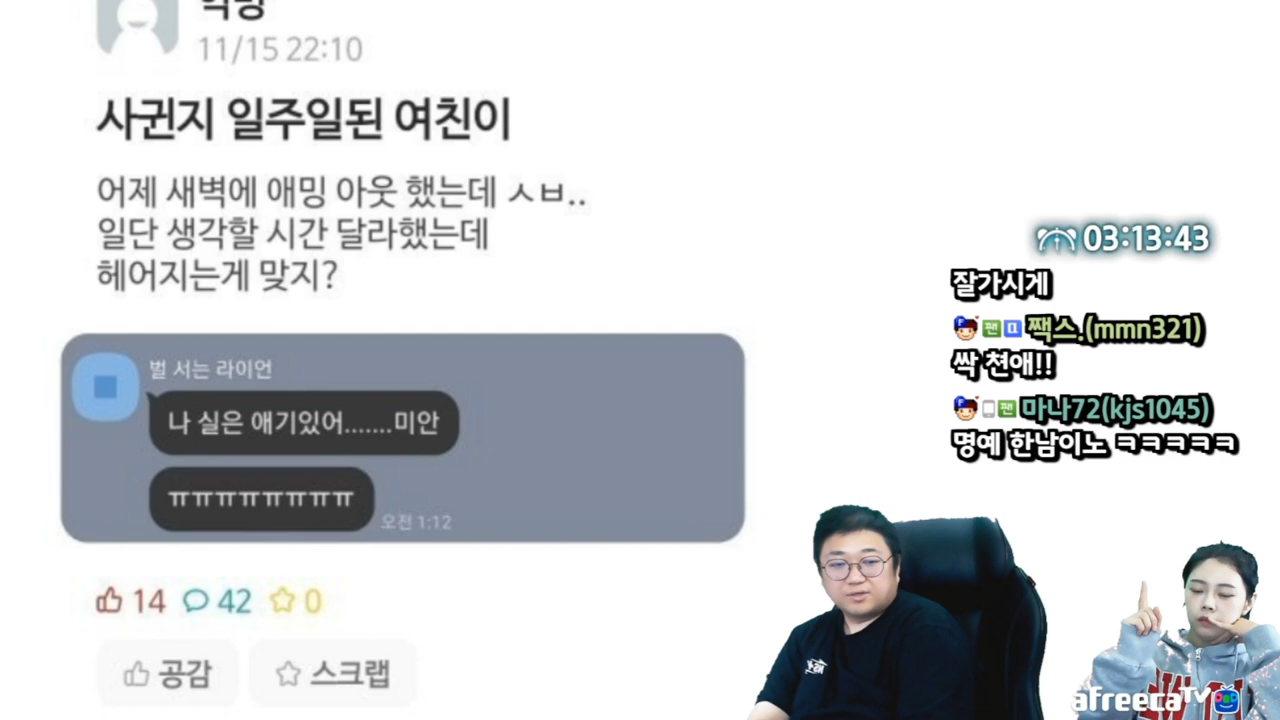 익명
11/15 22:10
사귄지 일주일된 여친이
어제 새벽에 애밍 아웃 했는데 ㅅㅂ..
일단 생각할 시간 달라했는데
헤어지는게 맞지?
벌 서는 라이언
나 실은 얘기있어.......미안
ㅠㅠㅠㅠㅠㅠㅠㅠ
오전 1:12
14 42 0
공감 스크랩
03:13:43
잘가시게
짹스.(mmn321)
싹 쳔애!!
마나72(kjs1045)
명예 한남이노 ㅋㅋㅋㅋㅋ
afreecaTV